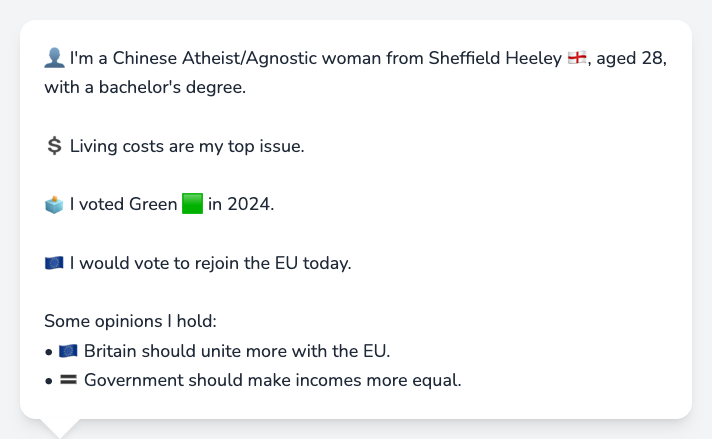 👤 I'm a Chinese Atheist/Agnostic woman from Sheffield Heeley 🏴󠁧󠁢󠁥󠁮󠁧󠁿, aged 28,
with a bachelor's degree.
💲 Living costs are my top issue.
🗳️ I voted Green 🟩 in 2024.
🇪🇺 I would vote to rejoin the EU today.
Some opinions I hold:
• 🇪🇺 Britain should unite more with the EU.
• 🟰 Government should make incomes more equal.